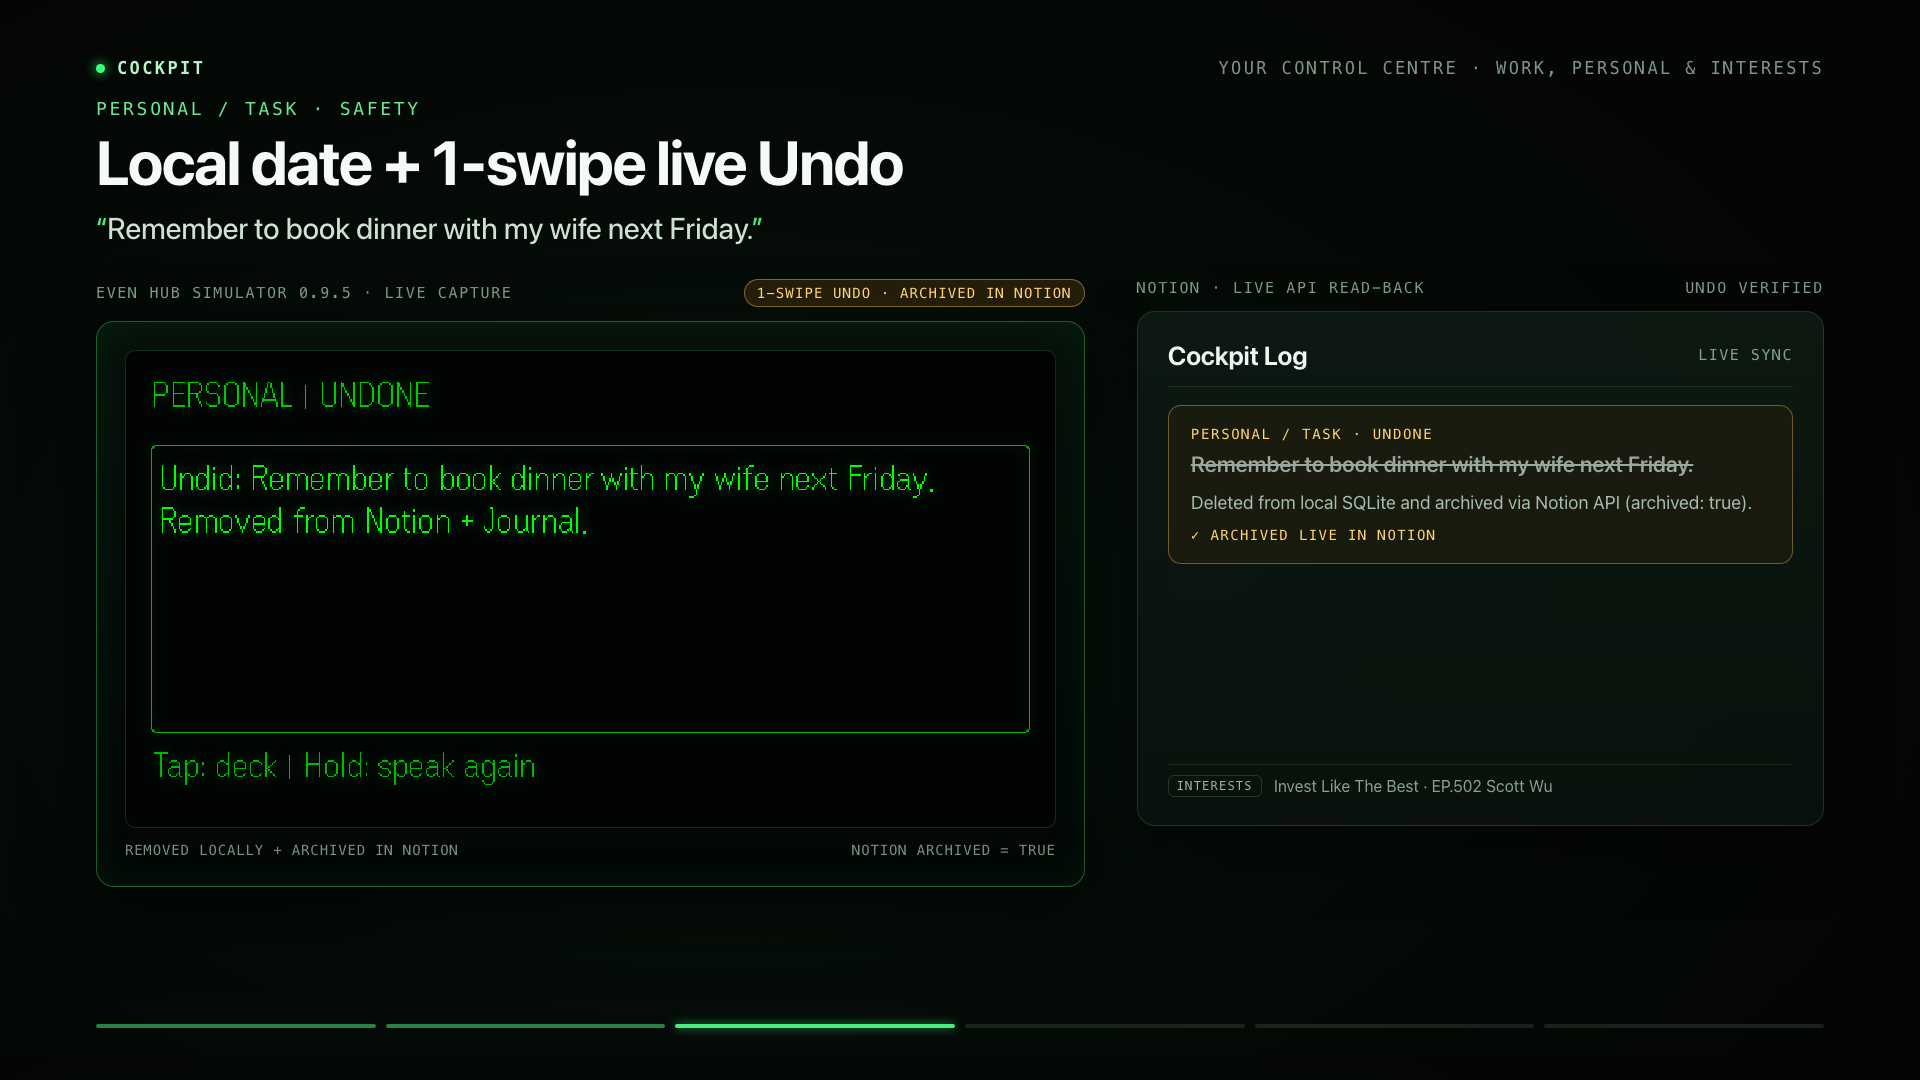 COCKPIT
YOUR CONTROL CENTRE · WORK, PERSONAL & INTERESTS
PERSONAL / TASK · SAFETY
Local date + 1-swipe live Undo
“Remember to book dinner with my wife next Friday.”
EVEN HUB SIMULATOR 0.9.5 · LIVE CAPTURE
1-SWIPE UNDO · ARCHIVED IN NOTION
PERSONAL | UNDONE
Undid: Remember to book dinner with my wife next Friday.
Removed from Notion + Journal.
Tap: deck | Hold: speak again
REMOVED LOCALLY + ARCHIVED IN NOTION
NOTION ARCHIVED = TRUE
NOTION · LIVE API READ-BACK
UNDO VERIFIED
Cockpit Log
LIVE SYNC
PERSONAL / TASK · UNDONE
Remember to book dinner with my wife next Friday.
Deleted from local SQLite and archived via Notion API (archived: true).
✓ ARCHIVED LIVE IN NOTION
INTERESTS
Invest Like The Best · EP.502 Scott Wu